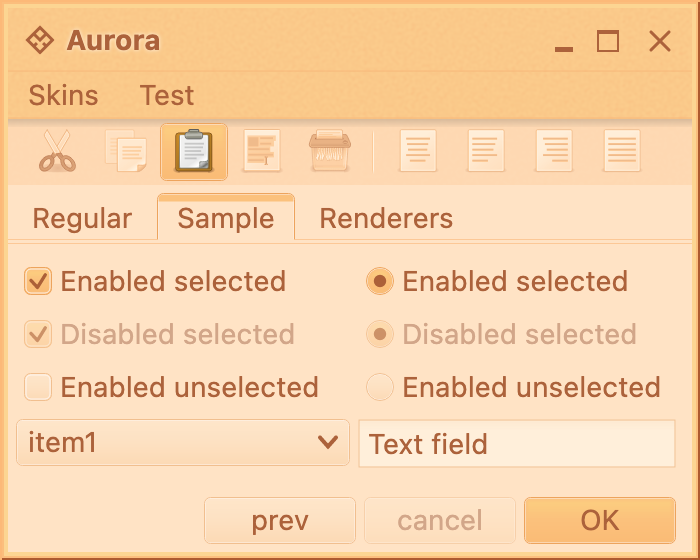 Aurora
Skins Test
Regular Sample Renderers
Enabled selected Enabled selected
Disabled selected Disabled selected
Enabled unselected Enabled unselected
item1 Text field
prev cancel OK